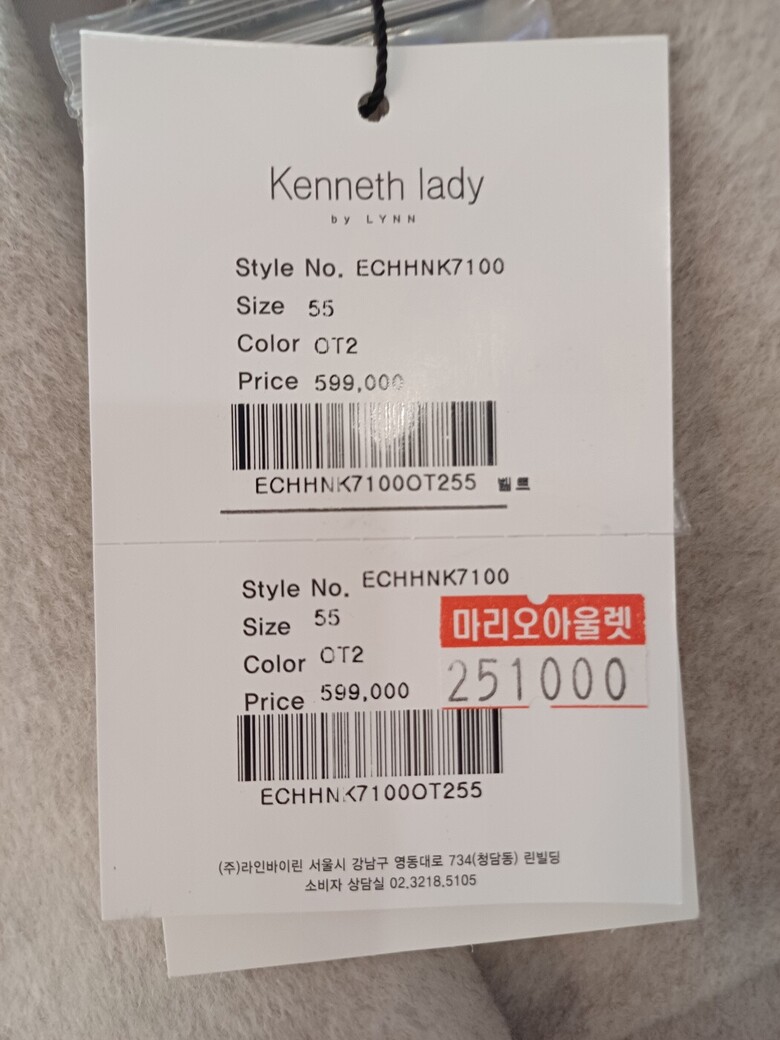 Kenneth lady
by LYNN
Style No. ECHHNK7100
Size 55
Color OT2
Price 599,000
ECHHNK7100OT255 벨트
Style No. ECHHNK7100
Size 55
Color OT2
Price 599,000
마리오아울렛
251000
ECHHNK7100OT255
(주)라인바이린 서울시 강남구 영동대로 734(청담동) 린빌딩
소비자 상담실 02.3218.5105